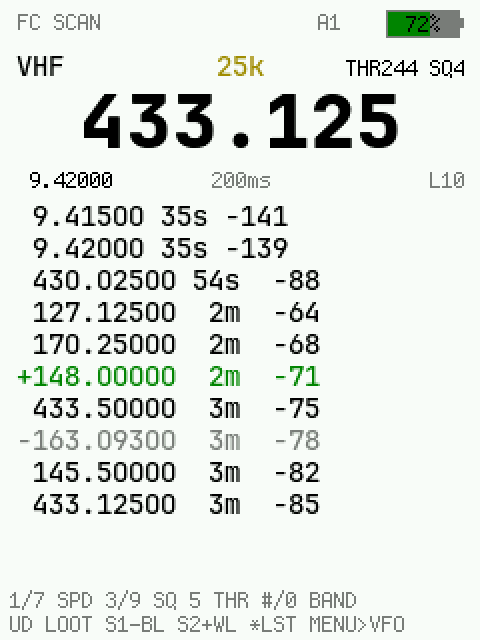 FC SCAN A1 72%
VHF 25k THR244 SQ4
433.125
9.42000 200ms L10
9.41500 35s -141
9.42000 35s -139
430.02500 54s -88
127.12500 2m -64
170.25000 2m -68
+148.00000 2m -71
433.50000 3m -75
-163.09300 3m -78
145.50000 3m -82
433.12500 3m -85
1/7 SPD 3/9 SQ 5 THR #/0 BAND
UD LOOT S1-BL S2+WL *LST MENU>VFO